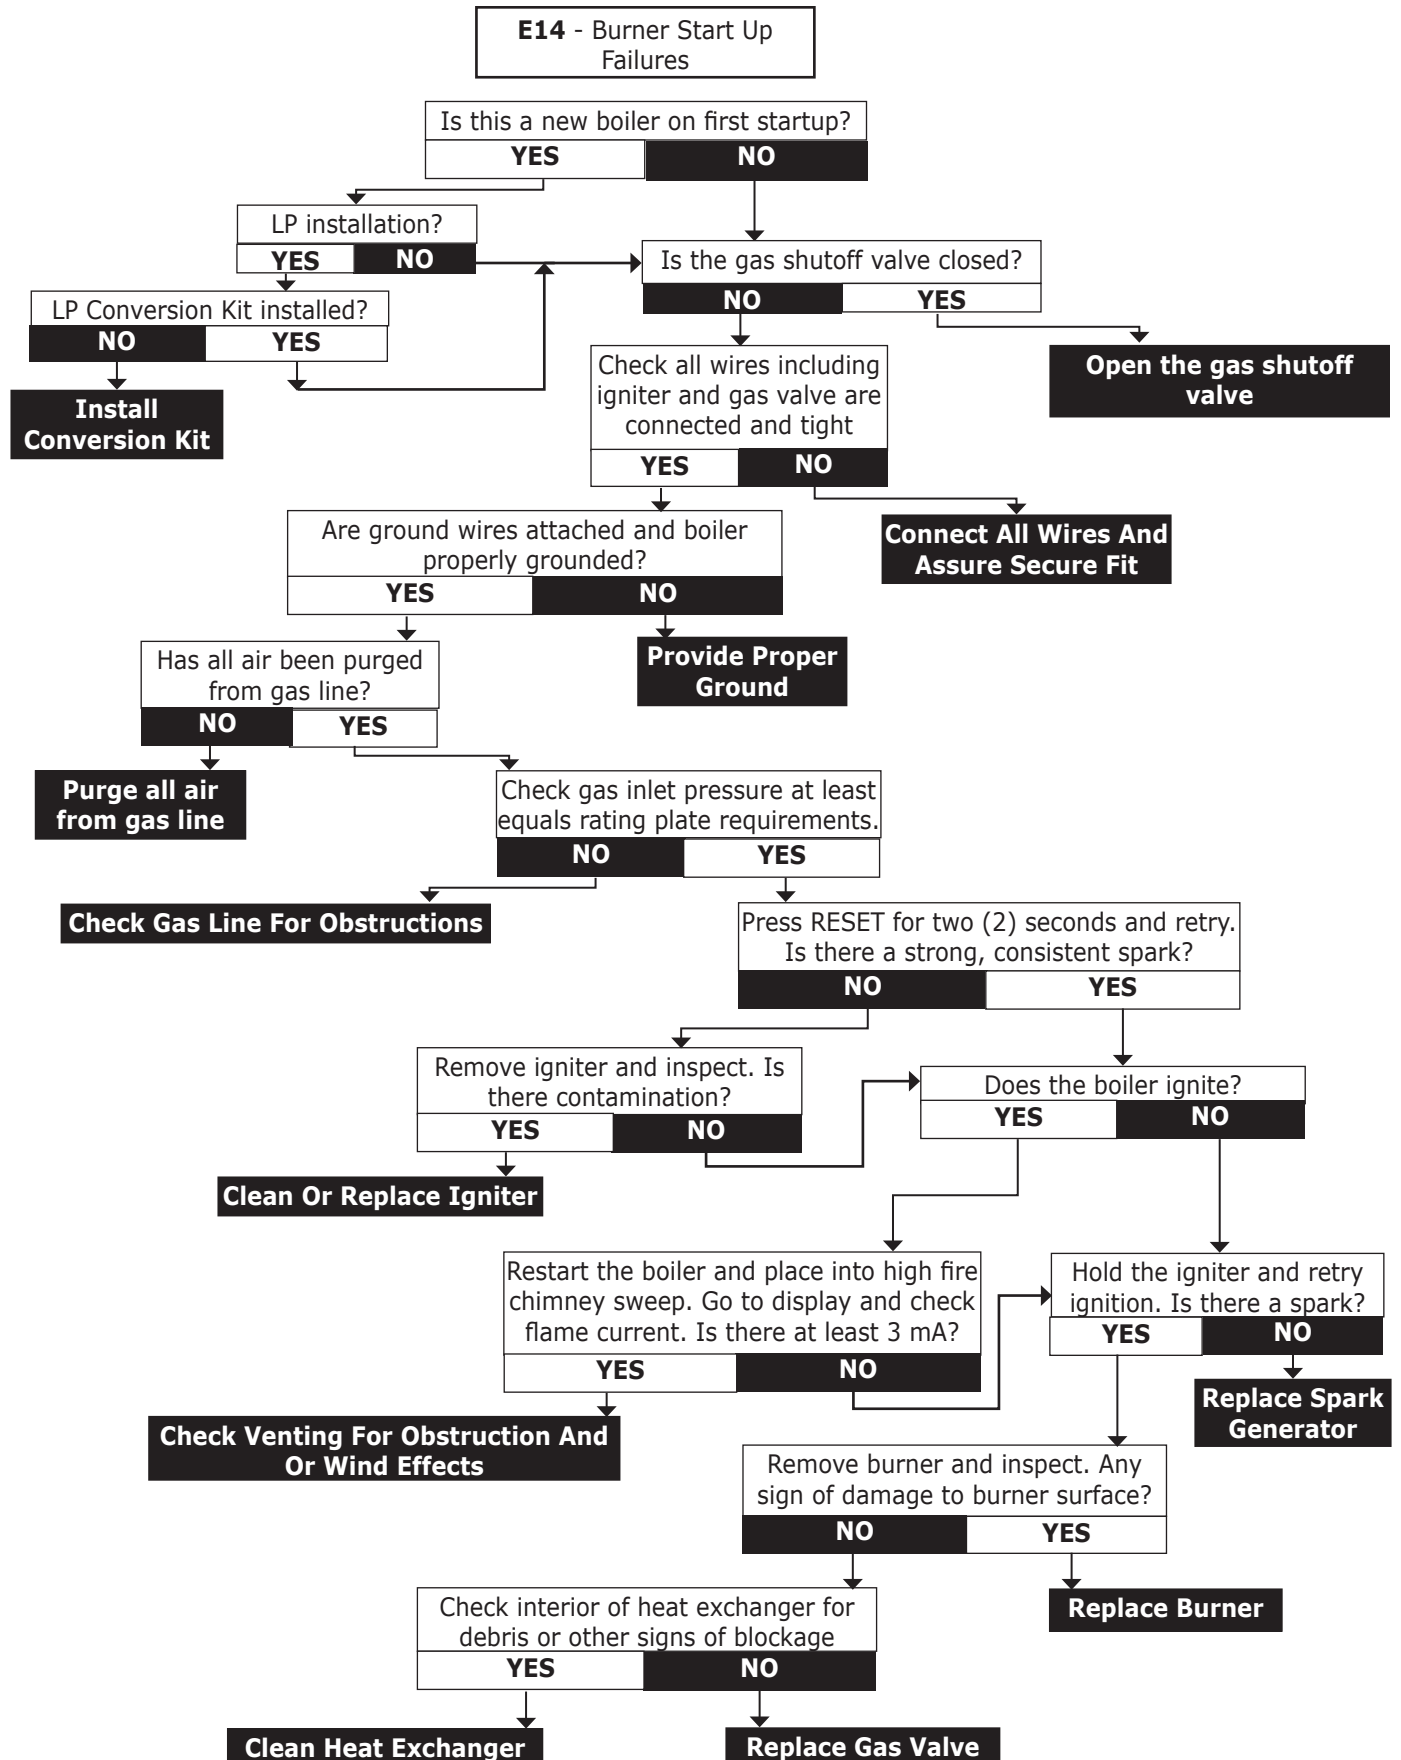 E14 - Burner Start Up
Failures
Is this a new boiler on first startup?
YES
NO
LP installation?
YES
NO
Is the gas shutoff valve closed?
NO
YES
LP Conversion Kit installed?
NO
YES
Open the gas shutoff
valve
Check all wires including
igniter and gas valve are
connected and tight
YES
NO
Install
Conversion Kit
Connect All Wires And
Assure Secure Fit
Are ground wires attached and boiler
properly grounded?
YES
NO
Provide Proper
Ground
Has all air been purged
from gas line?
NO
YES
Purge all air
from gas line
Check gas inlet pressure at least
equals rating plate requirements.
NO
YES
Check Gas Line For Obstructions
Press RESET for two (2) seconds and retry.
Is there a strong, consistent spark?
NO
YES
Remove igniter and inspect. Is
there contamination?
YES
NO
Does the boiler ignite?
YES
NO
Clean Or Replace Igniter
Restart the boiler and place into high fire
chimney sweep. Go to display and check
flame current. Is there at least 3 mA?
YES
NO
Hold the igniter and retry
ignition. Is there a spark?
YES
NO
Replace Spark
Generator
Check Venting For Obstruction And
Or Wind Effects
Remove burner and inspect. Any
sign of damage to burner surface?
NO
YES
Replace Burner
Check interior of heat exchanger for
debris or other signs of blockage
YES
NO
Clean Heat Exchanger
Replace Gas Valve